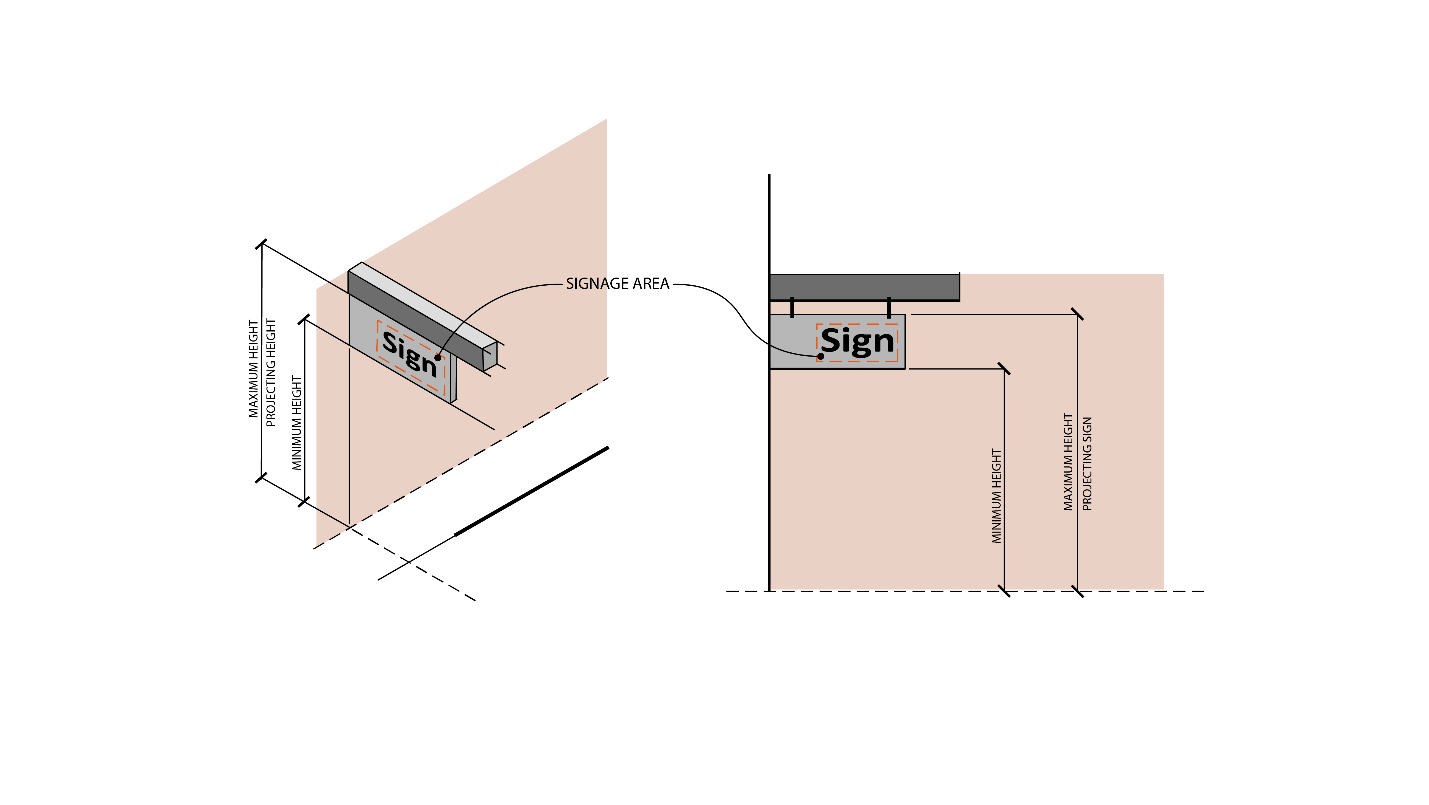 SIGNAGE AREA
Sign
MAXIMUM HEIGHT
PROJECTING HEIGHT
MINIMUM HEIGHT
Sign
MINIMUM HEIGHT
MAXIMUM HEIGHT
PROJECTING SIGN